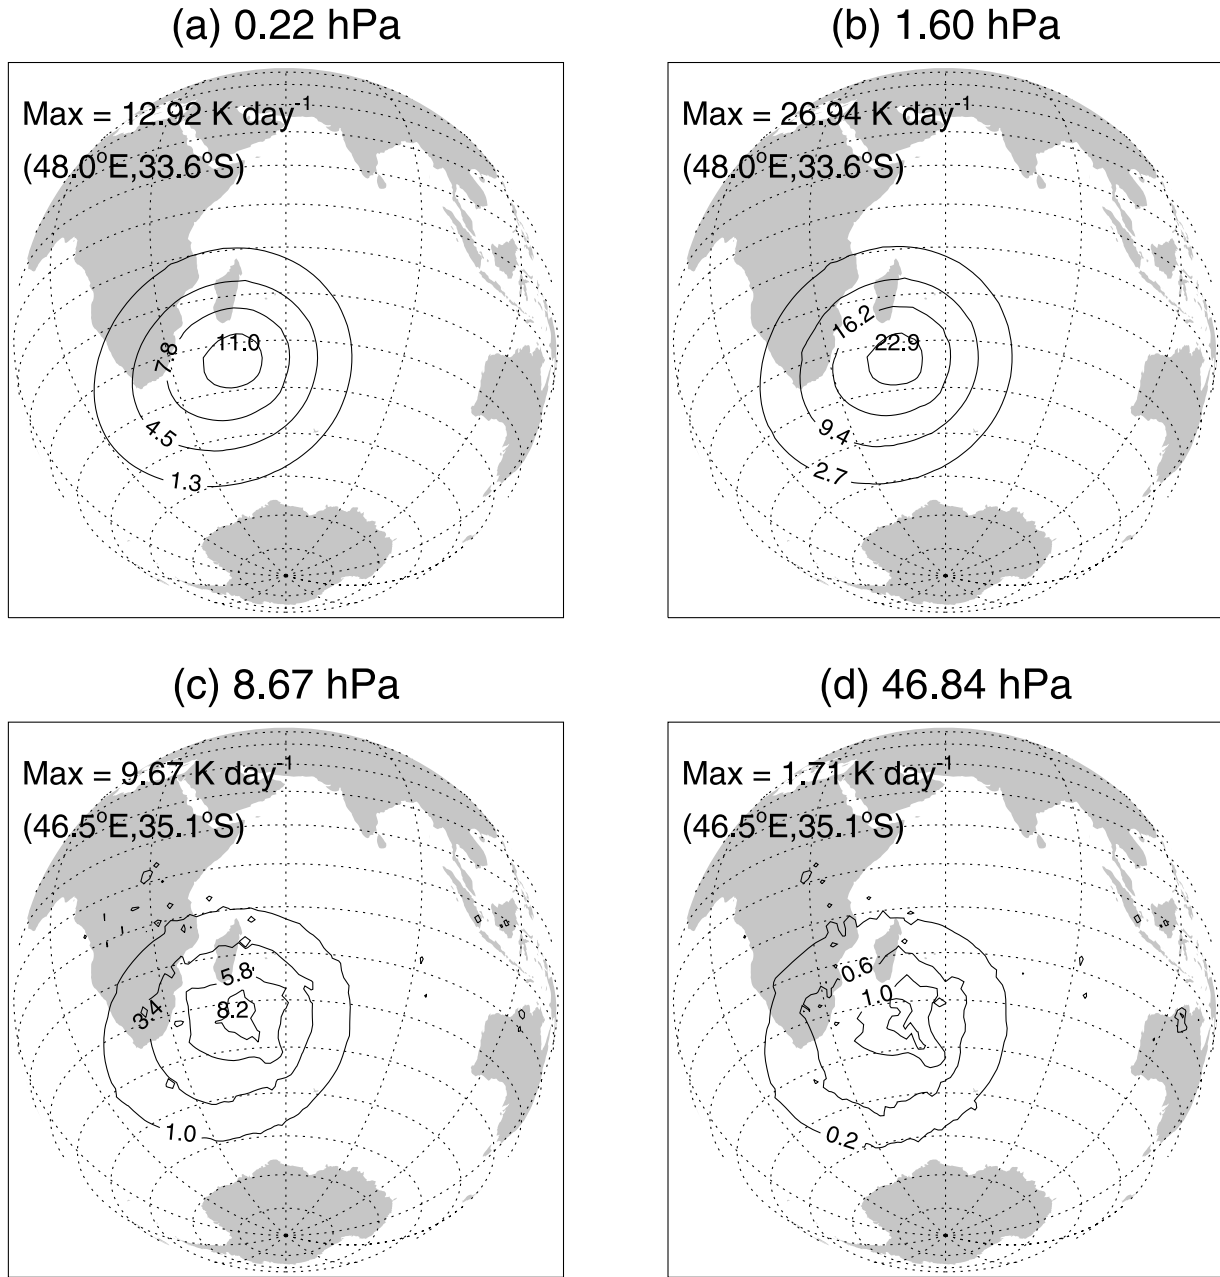 (a) 0.22 hPa
Max = 12.92 K day⁻¹
(48.0°E,33.6°S)
11.0
7.8
4.5
1.3
(b) 1.60 hPa
Max = 26.94 K day⁻¹
(48.0°E,33.6°S)
16.2
22.9
9.4
2.7
(c) 8.67 hPa
Max = 9.67 K day⁻¹
(46.5°E,35.1°S)
5.8
3.4
8.2
1.0
(d) 46.84 hPa
Max = 1.71 K day⁻¹
(46.5°E,35.1°S)
0.6
1.0
0.2